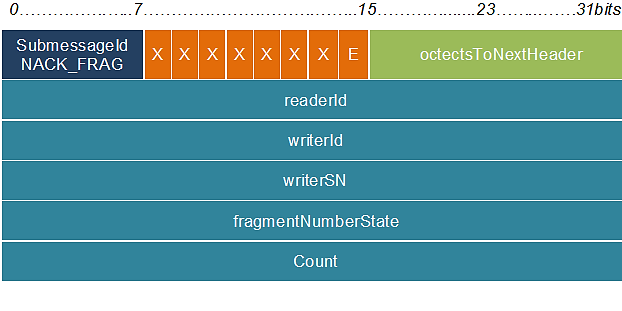 0......................7...........................................15......................23...................31bits
SubmessageId
NACK_FRAG
X X X X X X X E
octectsToNextHeader
readerId
writerId
writerSN
fragmentNumberState
Count